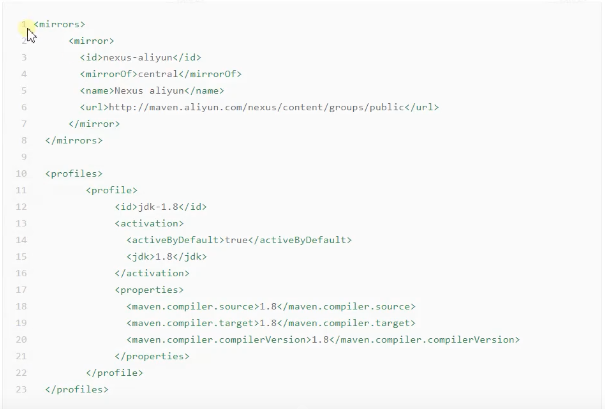 1 <mirrors>
2 <mirror>
3 <id>nexus-aliyun</id>
4 <mirrorOf>central</mirrorOf>
5 <name>Nexus aliyun</name>
6 <url>http://maven.aliyun.com/nexus/content/groups/public</url>
7 </mirror>
8 </mirrors>
9
10 <profiles>
11 <profile>
12 <id>jdk-1.8</id>
13 <activation>
14 <activeByDefault>true</activeByDefault>
15 <jdk>1.8</jdk>
16 </activation>
17 <properties>
18 <maven.compiler.source>1.8</maven.compiler.source>
19 <maven.compiler.target>1.8</maven.compiler.target>
20 <maven.compiler.compilerVersion>1.8</maven.compiler.compilerVersion>
21 </properties>
22 </profile>
23 </profiles>